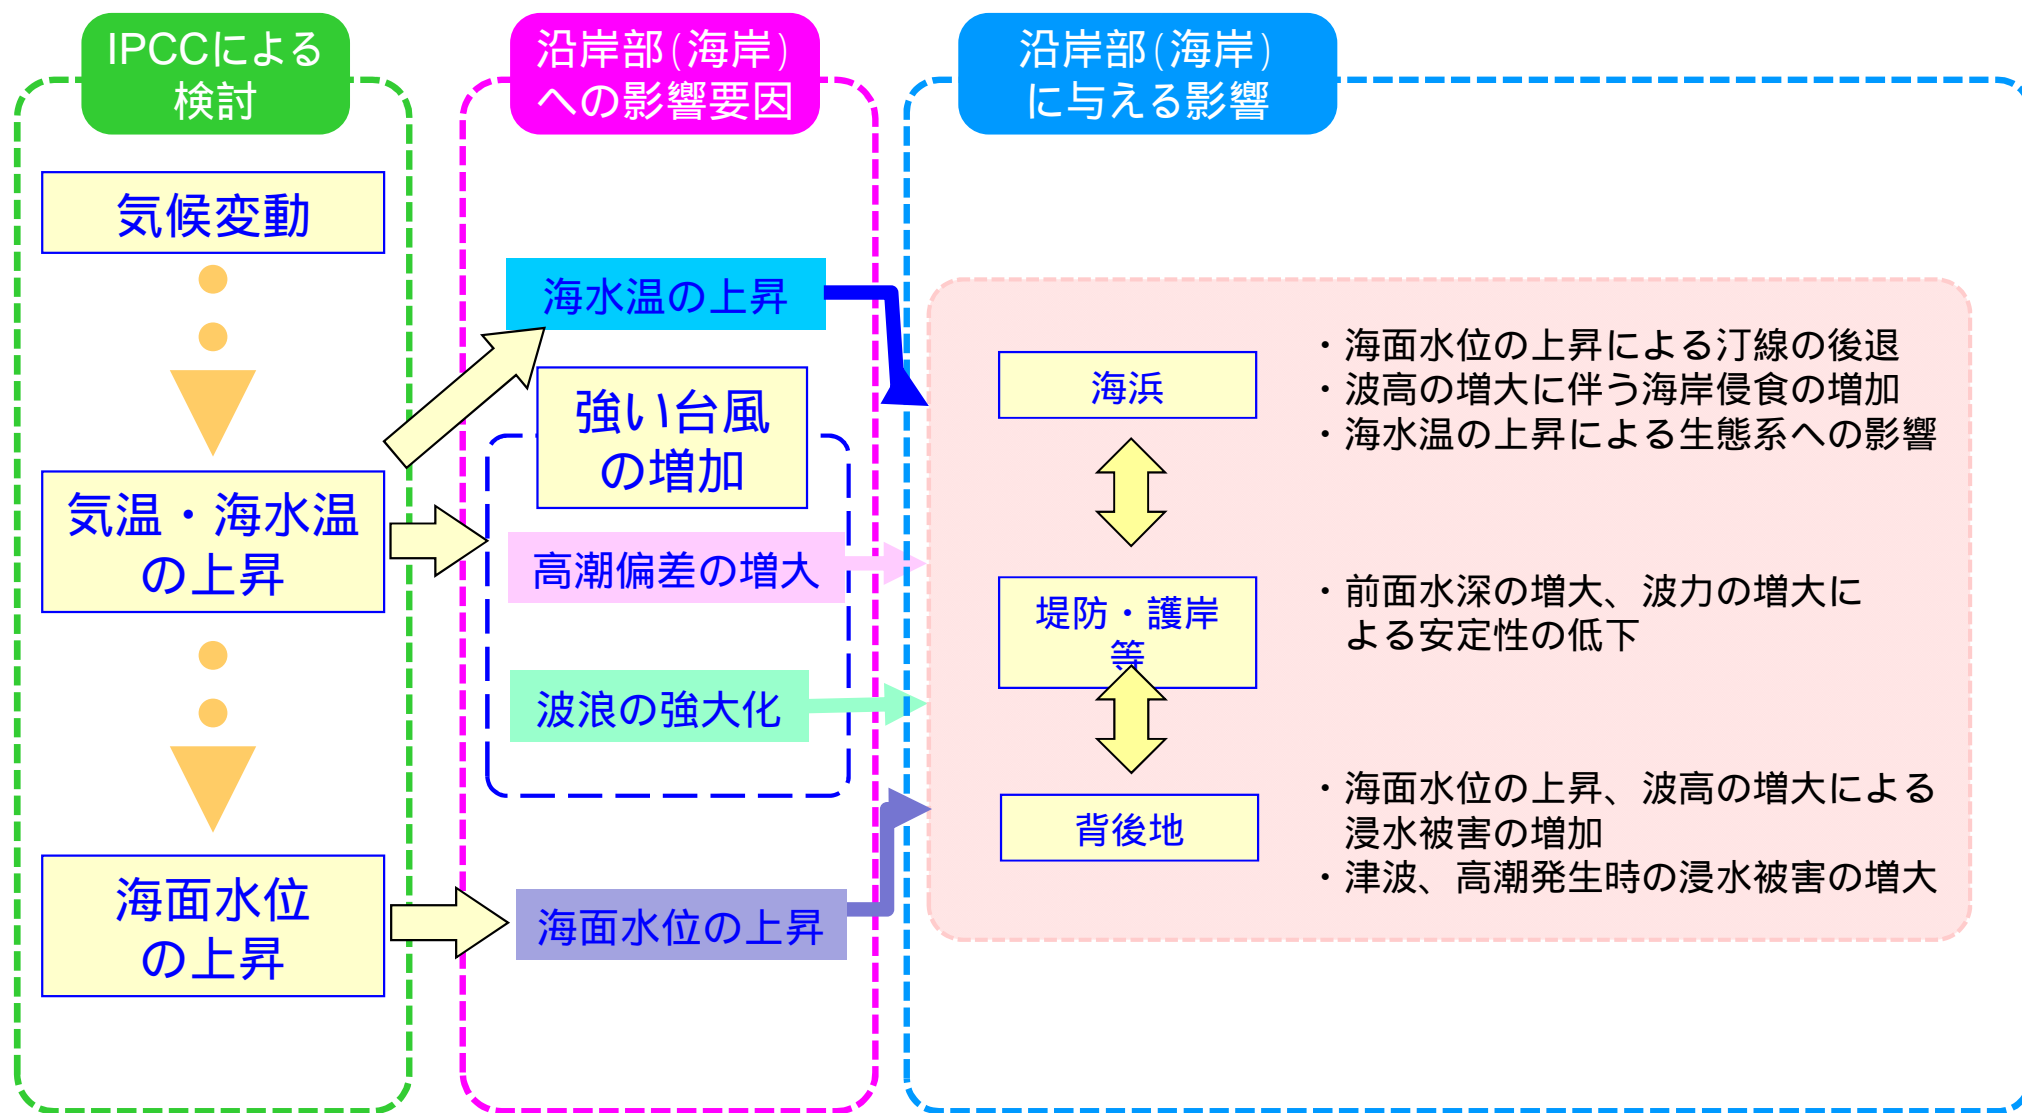 IPCCによる
検討
気候変動
気温・海水温
の上昇
海面水位
の上昇
沿岸部(海岸)
への影響要因
海水温の上昇
強い台風
の増加
高潮偏差の増大
波浪の強大化
海面水位の上昇
沿岸部(海岸)
に与える影響
海浜
・海面水位の上昇による汀線の後退
・波高の増大に伴う海岸侵食の増加
・海水温の上昇による生態系への影響
堤防・護岸
等
・前面水深の増大、波力の増大に
よる安定性の低下
背後地
・海面水位の上昇、波高の増大による
浸水被害の増加
・津波、高潮発生時の浸水被害の増大